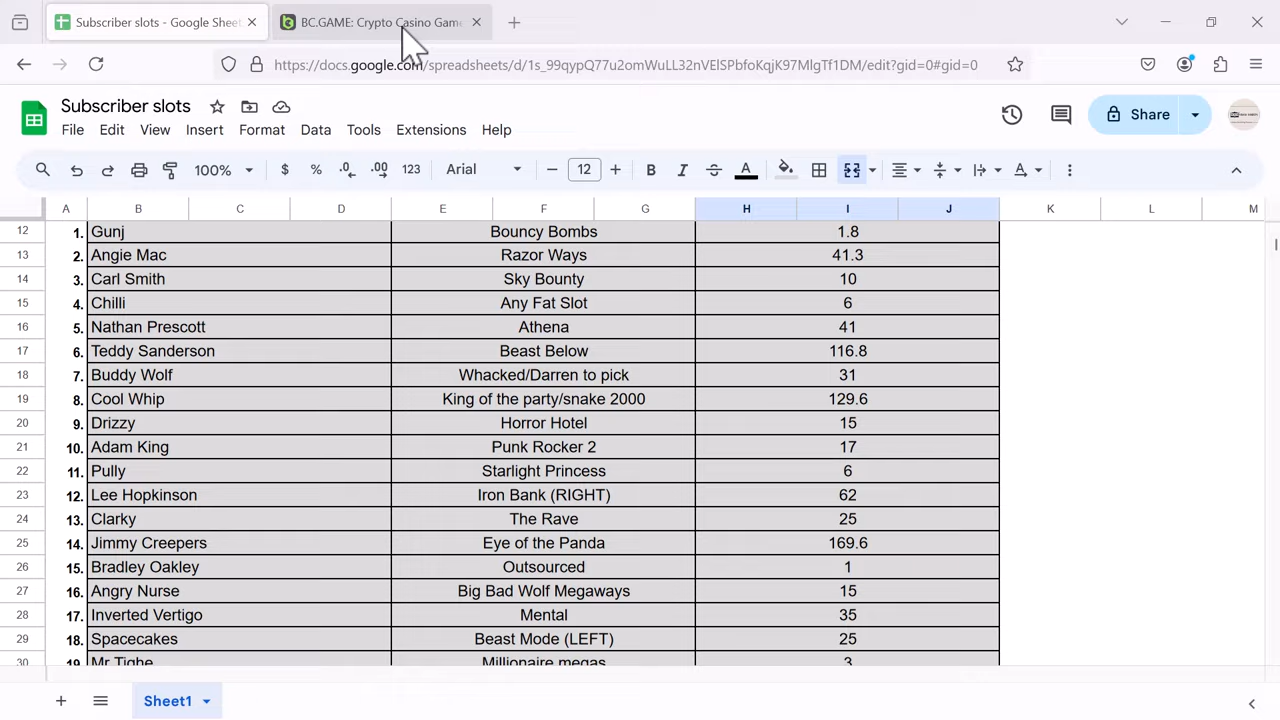 Subscriber slots - Google Sheet
BC.GAME: Crypto Casino Game
https://docs.google.com/spreadsheets/d/1s_99qypQ77u2omWuLL32nVElSPbfoKqjK97MlgTf1DM/edit?gid=0#gid=0
Subscriber slots
File Edit View Insert Format Data Tools Extensions Help
Share
100% $ % .0 .00 123 Arial 12 B I S A
A B C D E F G H I J K L M
12 1. Gunj Bouncy Bombs 1.8
13 2. Angie Mac Razor Ways 41.3
14 3. Carl Smith Sky Bounty 10
15 4. Chilli Any Fat Slot 6
16 5. Nathan Prescott Athena 41
17 6. Teddy Sanderson Beast Below 116.8
18 7. Buddy Wolf Whacked/Darren to pick 31
19 8. Cool Whip King of the party/snake 2000 129.6
20 9. Drizzy Horror Hotel 15
21 10. Adam King Punk Rocker 2 17
22 11. Pully Starlight Princess 6
23 12. Lee Hopkinson Iron Bank (RIGHT) 62
24 13. Clarky The Rave 25
25 14. Jimmy Creepers Eye of the Panda 169.6
26 15. Bradley Oakley Outsourced 1
27 16. Angry Nurse Big Bad Wolf Megaways 15
28 17. Inverted Vertigo Mental 35
29 18. Spacecakes Beast Mode (LEFT) 25
30 19. Mr Tighe Millionaire megas 3
Sheet1